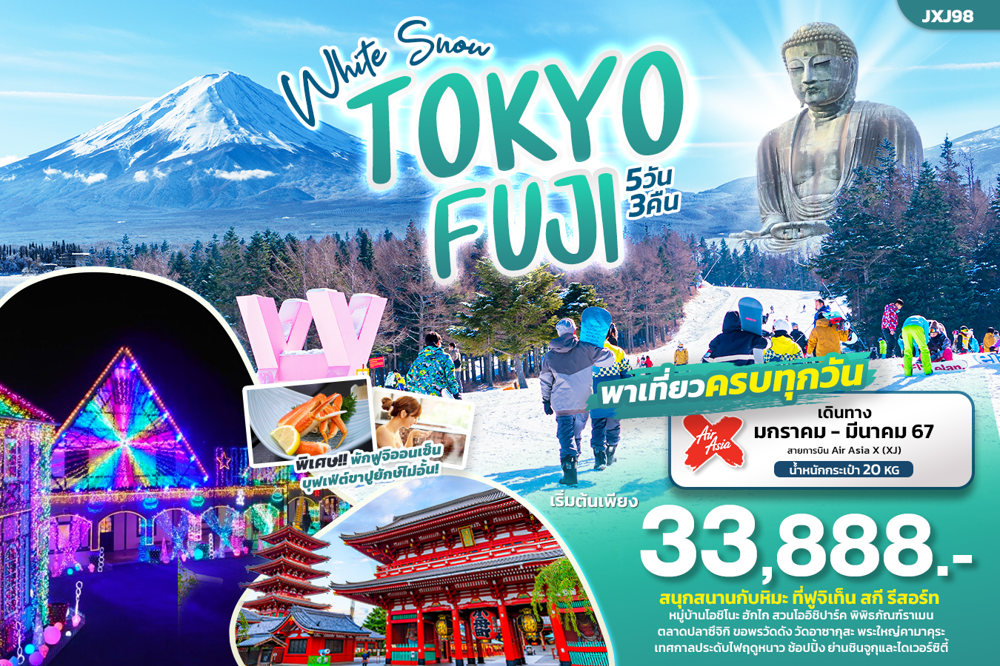 JXJ98
White Snow
TOKYO
FUJI
5วัน
3คืน
พาเที่ยวครบทุกวัน
Air
Asia
X
เดินทาง
มกราคม - มีนาคม 67
สายการบิน Air Asia X (XJ)
น้ำหนักกระเป๋า 20 KG
พิเศษ!! พักฟูจิออนเซ็น
บุฟเฟ่ต์ขาปูยักษ์ไม่อั้น!
เริ่มต้นเพียง
33,888.-
สนุกสนานกับหิมะ ที่ฟูจิเท็น สกี รีสอร์ท
หมู่บ้านโอชิโนะ ฮักไก สวนโออิชิปาร์ค พิพิธภัณฑ์ราเมน
ตลาดปลาซึจิกิ ขอพรวัดดัง วัดอาซากุสะ พระใหญ่คามาคุระ
เทศกาลประดับไฟฤดูหนาว ช้อปปิ้ง ย่านชินจูกุและไดเวอร์ซิตี้